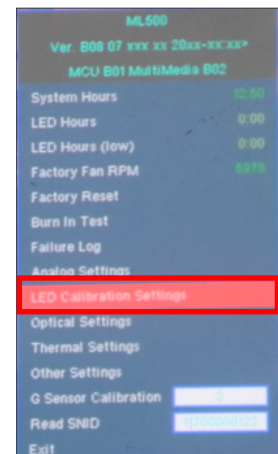 ML500
Ver. B08 07 xxx xx 20xx-xx xx>
MCU B01 MultiMedia B02
System Hours 12:50
LED Hours 0:00
LED Hours (low) 0:00
Factory Fan RPM 5979
Factory Reset
Burn In Test
Failure Log
Analog Settings
LED Calibration Settings
Optical Settings
Thermal Settings
Other Settings
G Sensor Calibration
Read SNID
Exit